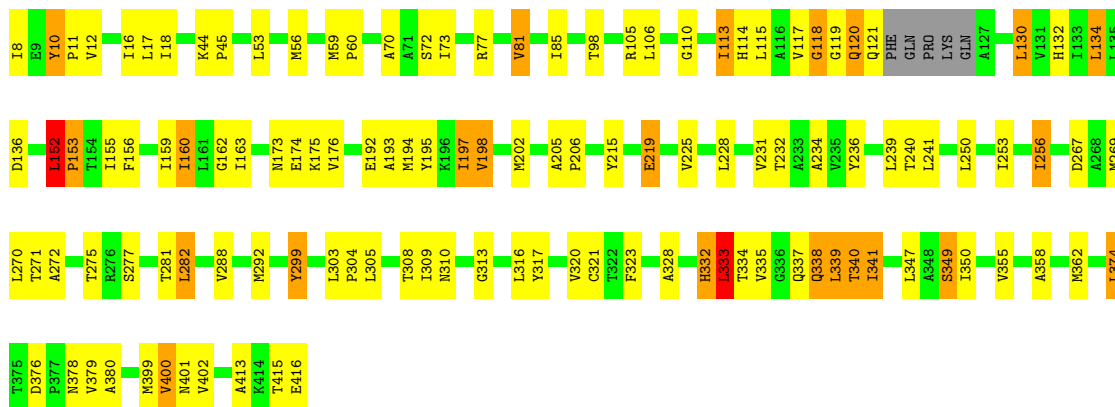 I8 E9 Y10 P11 V12 I16 L17 I18 K44 P45 L53 M56 M59 P60 A70 A71 S72 I73 R77 V81 I85 T98 R105 L106 G110 I113 H114 L115 A116 V117 G118 G119 Q120 Q121 PHE GLN PRO LYS GLN A127 L130 V131 H132 I133 L134 L135
D136 L152 P153 T154 I155 F156 I159 I160 L161 G162 I163 N173 E174 K175 V176 E192 A193 M194 Y195 K196 I197 V198 M202 A205 P206 Y215 E219 V225 L228 V231 T232 A233 A234 V235 Y236 L239 T240 L241 L250 I253 I256 D267 A268 M269
L270 T271 A272 T275 R276 S277 T281 L282 V288 M292 Y299 L303 P304 L305 T308 I309 N310 G313 L316 Y317 V320 C321 T322 F323 A328 H332 L333 T334 V335 G336 Q337 Q338 L339 T340 I341 L347 A348 S349 I350 V355 A358 M362 L374
T375 D376 P377 N378 V379 A380 M399 V400 N401 V402 A413 K414 T415 E416